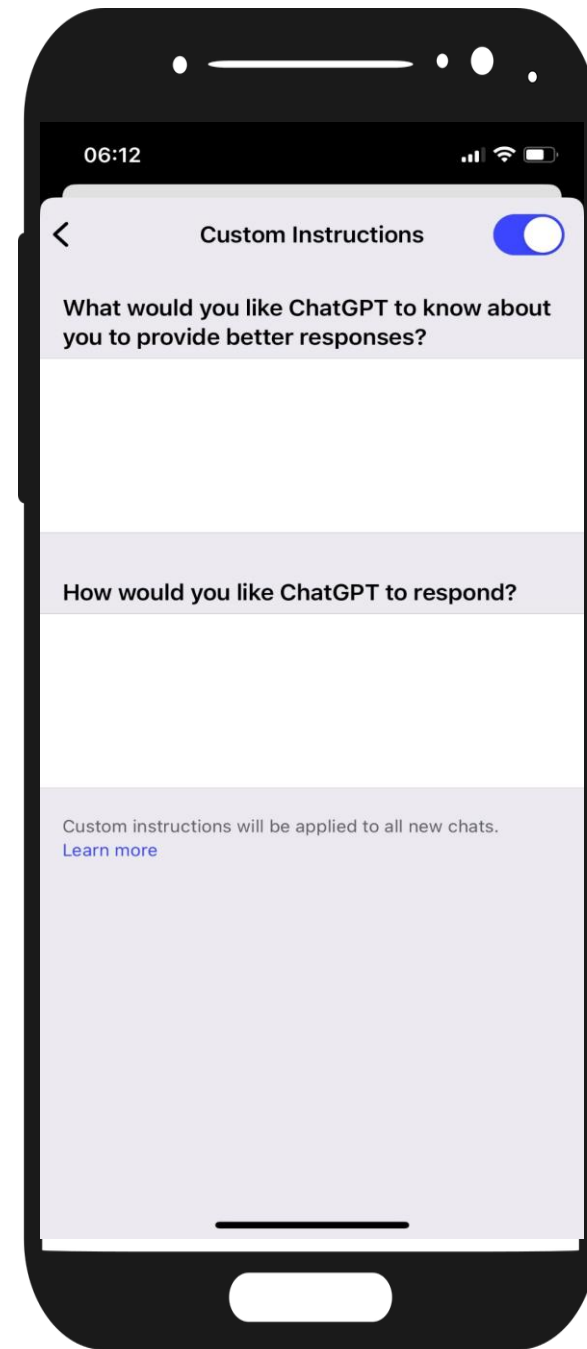 06:12
Custom Instructions
What would you like ChatGPT to know about
you to provide better responses?
How would you like ChatGPT to respond?
Custom instructions will be applied to all new chats.
Learn more